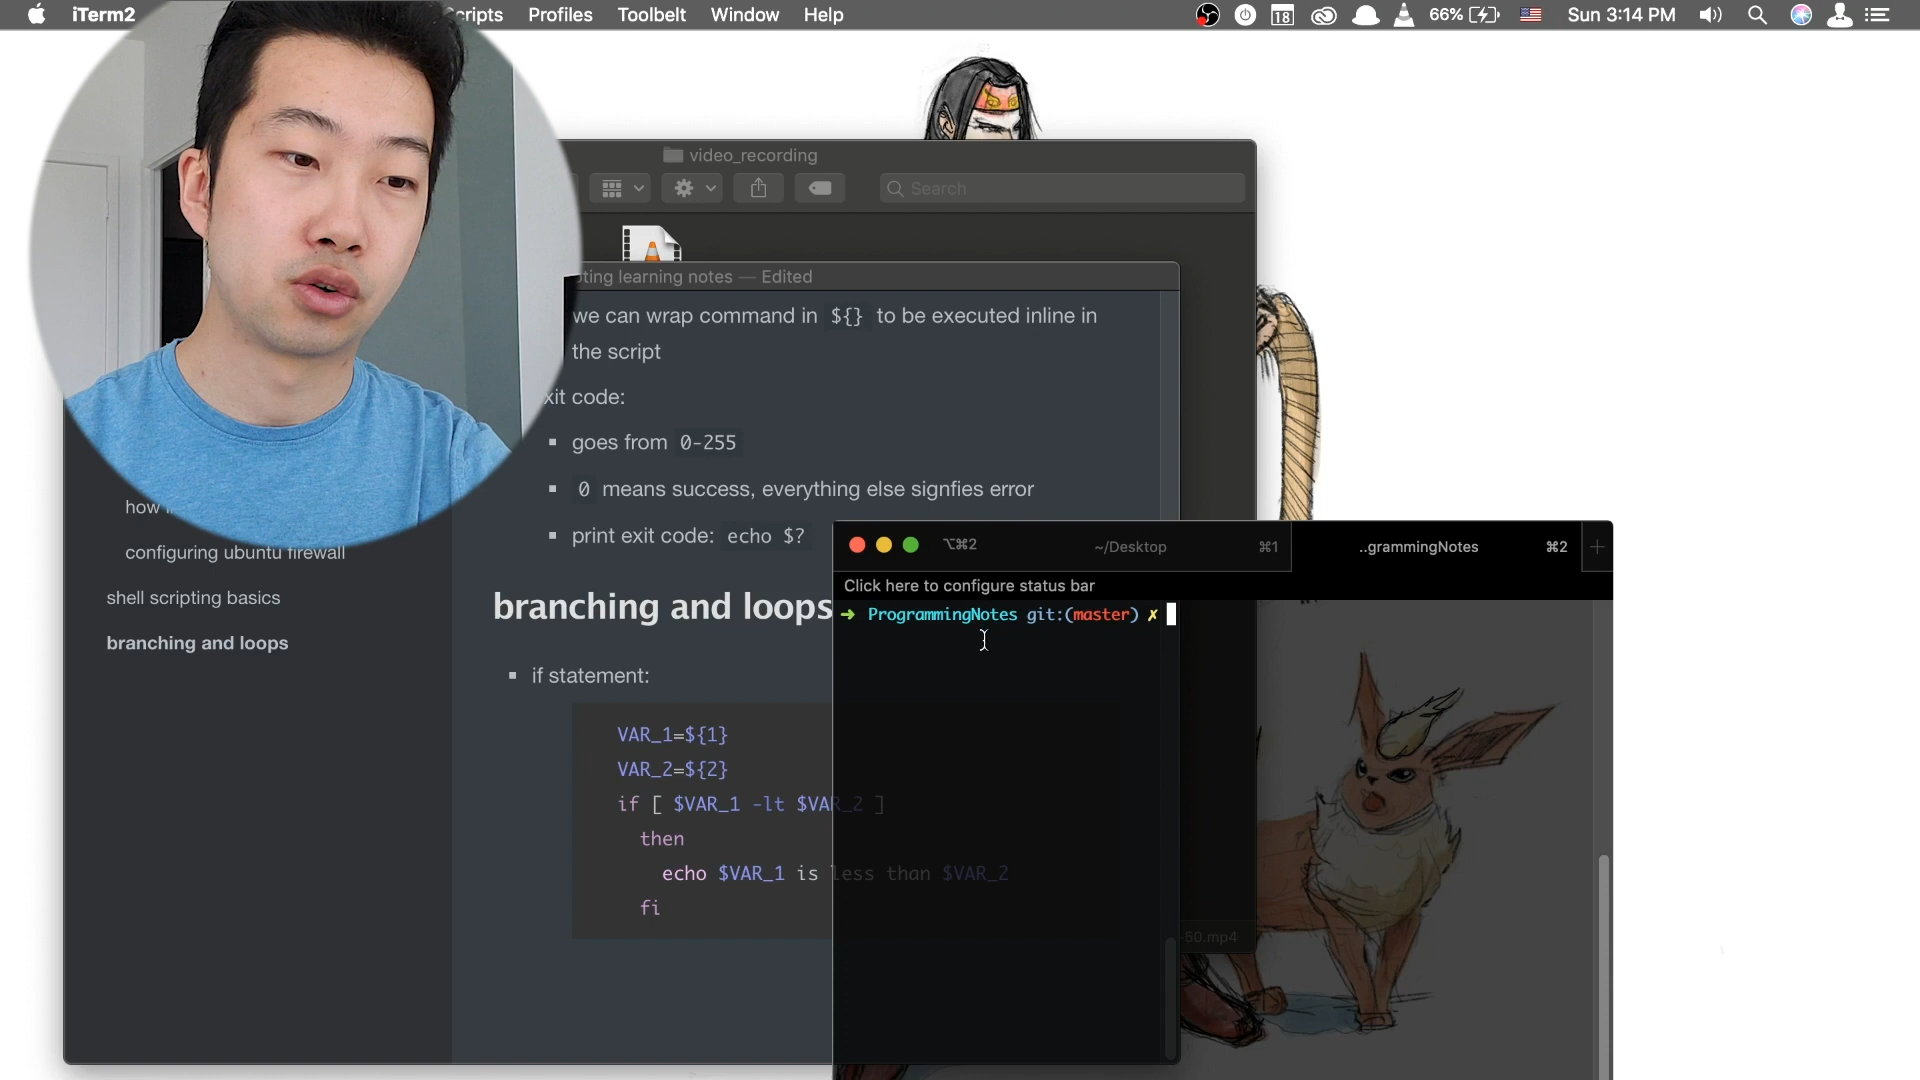 iTerm2 cripts Profiles Toolbelt Window Help
18 66% Sun 3:14 PM
video_recording
Search
ting learning notes — Edited
we can wrap command in ${} to be executed inline in
the script
xit code:
goes from 0-255
0 means success, everything else signfies error
print exit code: echo $?
how
configuring ubuntu firewall
shell scripting basics
branching and loops
branching and loops
if statement:
VAR_1=${1}
VAR_2=${2}
if [ $VAR_1 -lt $VAR_2 ]
then
echo $VAR_1 is less than $VAR_2
fi
⌥⌘2 ~/Desktop ⌘1 ..grammingNotes ⌘2
Click here to configure status bar
➜ ProgrammingNotes git:(master) ✗
-50.mp4